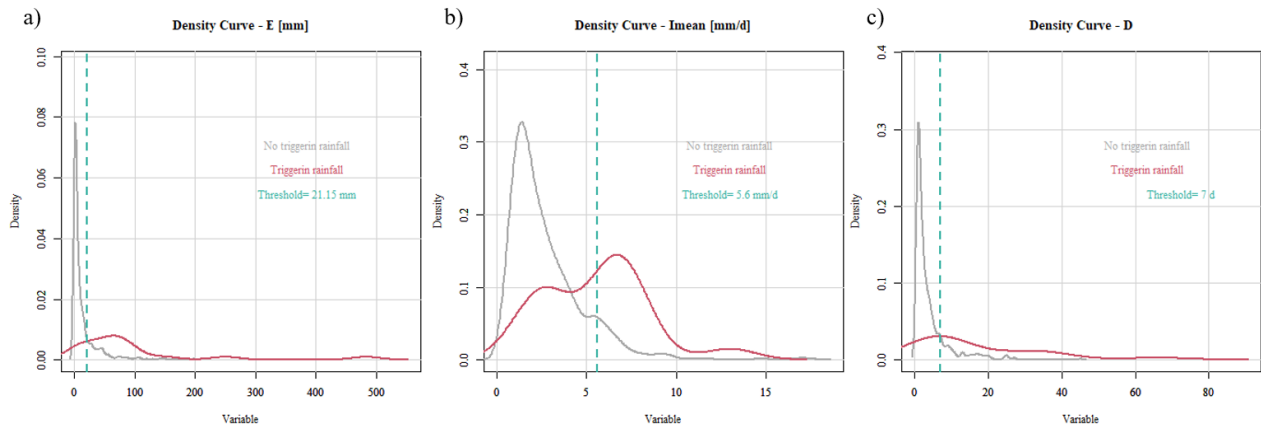 a)
Density Curve - E [mm]
Density
0.00
0.02
0.04
0.06
0.08
0.10
No triggerin rainfall
Triggerin rainfall
Threshold= 21.15 mm
0
100
200
300
400
500
Variable
b)
Density Curve - Imean [mm/d]
Density
0.0
0.1
0.2
0.3
0.4
No triggerin rainfall
Triggerin rainfall
Threshold= 5.6 mm/d
0
5
10
15
Variable
c)
Density Curve - D
Density
0.0
0.1
0.2
0.3
0.4
No triggerin rainfall
Triggerin rainfall
Threshold= 7 d
0
20
40
60
80
Variable